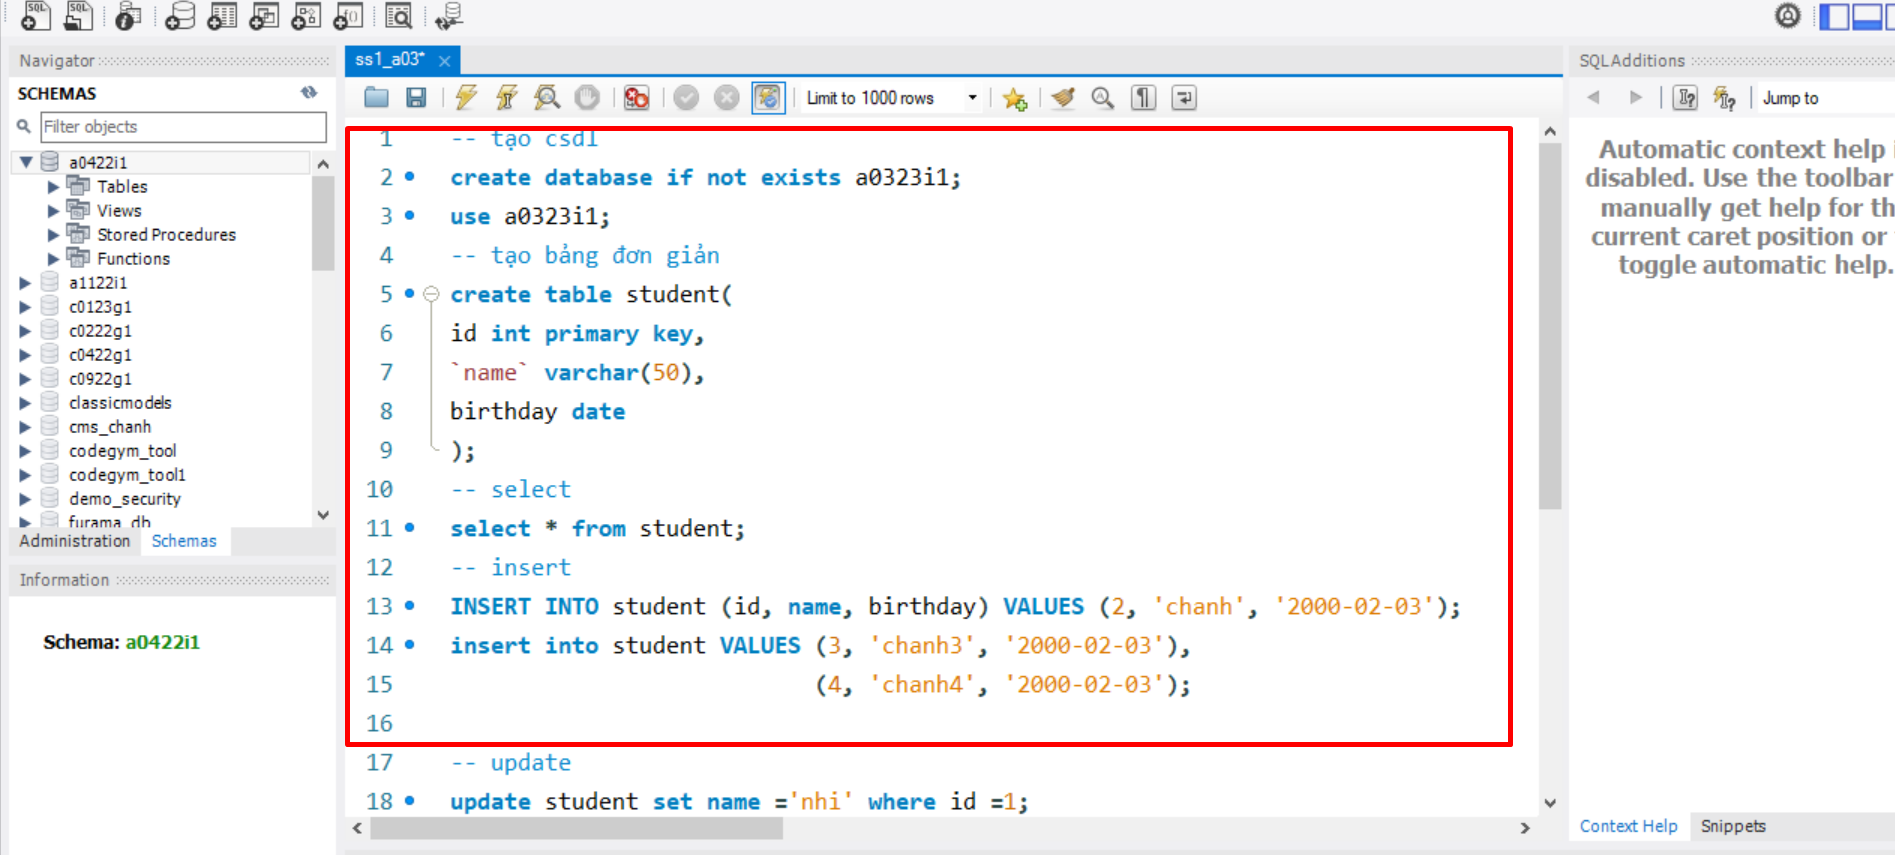 SQL
SQL
Navigator
SCHEMAS
Filter objects
a0422i1
Tables
Views
Stored Procedures
Functions
a1122i1
c0123g1
c0222g1
c0422g1
c0922g1
classicmodels
cms_chanh
codegym_tool
codegym_tool1
demo_security
furama_db
Administration Schemas
Information
Schema: a0422i1
ss1_a03*
Limit to 1000 rows
1 -- tạo csdl
2 create database if not exists a0323i1;
3 use a0323i1;
4 -- tạo bảng đơn giản
5 create table student(
6 id int primary key,
7 `name` varchar(50),
8 birthday date
9 );
10 -- select
11 select * from student;
12 -- insert
13 INSERT INTO student (id, name, birthday) VALUES (2, 'chanh', '2000-02-03');
14 insert into student VALUES (3, 'chanh3', '2000-02-03'),
15 (4, 'chanh4', '2000-02-03');
16
17 -- update
18 update student set name ='nhi' where id =1;
SQLAdditions
Jump to
Automatic context help
disabled. Use the toolbar
manually get help for
current caret position or
toggle automatic help.
Context Help Snippets